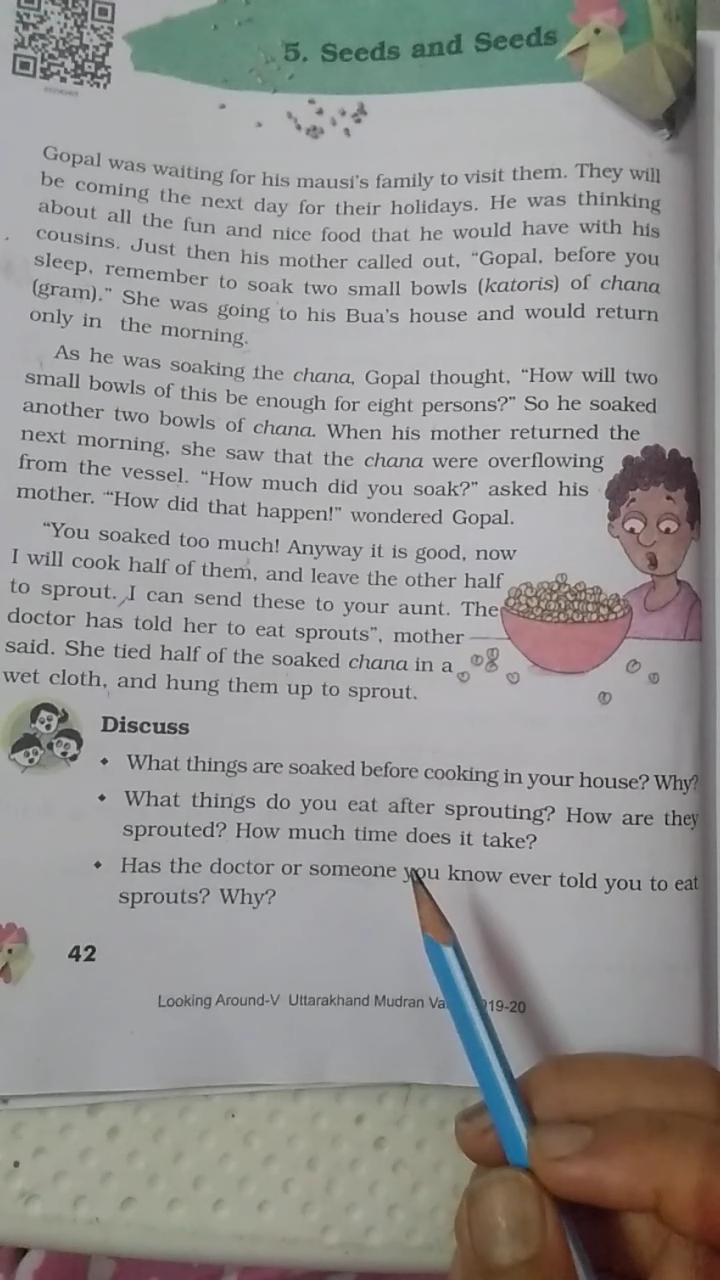 5. Seeds and Seeds
Gopal was waiting for his mausi's family to visit them. They will
be coming the next day for their holidays. He was thinking
about all the fun and nice food that he would have with his
cousins. Just then his mother called out, "Gopal, before you
sleep, remember to soak two small bowls (katoris) of chana
(gram)." She was going to his Bua's house and would return
only in the morning.
As he was soaking the chana, Gopal thought, "How will two
small bowls of this be enough for eight persons?" So he soaked
another two bowls of chana. When his mother returned the
next morning, she saw that the chana were overflowing
from the vessel. "How much did you soak?" asked his
mother. "How did that happen!" wondered Gopal.
"You soaked too much! Anyway it is good, now
I will cook half of them, and leave the other half
to sprout. I can send these to your aunt. The
doctor has told her to eat sprouts", mother
said. She tied half of the soaked chana in a
wet cloth, and hung them up to sprout.
Discuss
• What things are soaked before cooking in your house? Why?
• What things do you eat after sprouting? How are they
sprouted? How much time does it take?
• Has the doctor or someone you know ever told you to eat
sprouts? Why?
42
Looking Around-V Uttarakhand Mudran 19-20